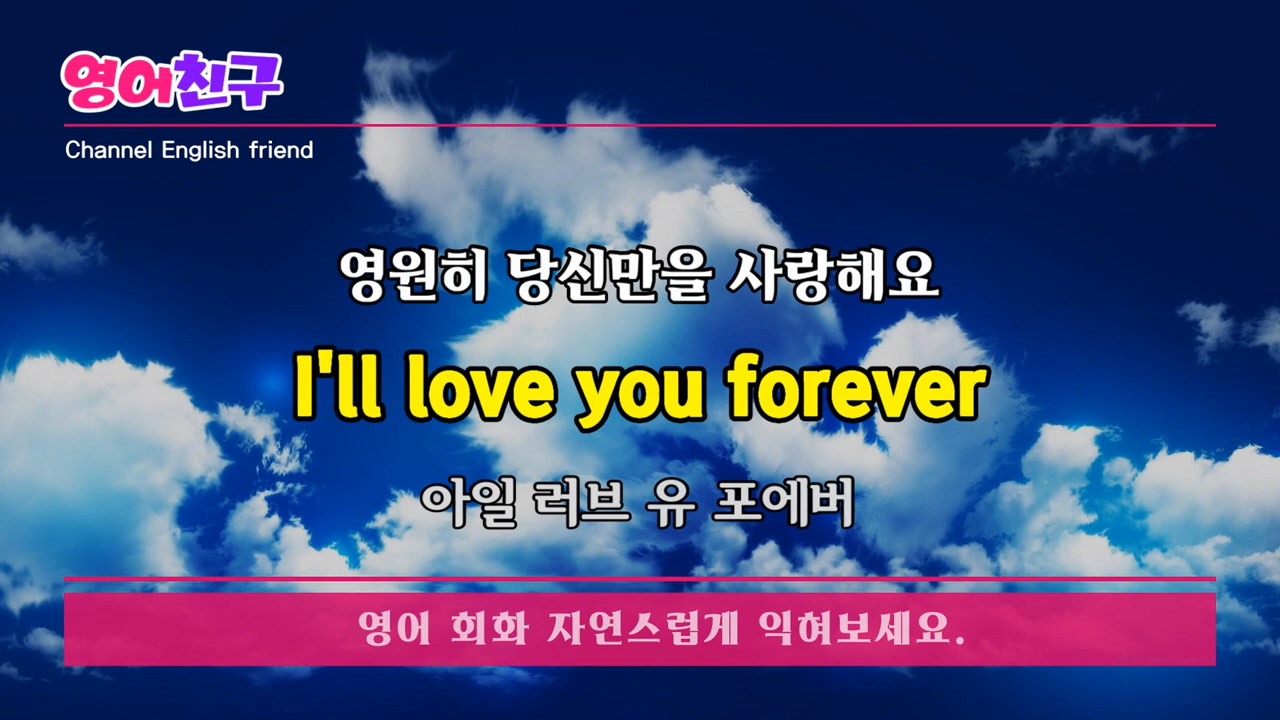 영어친구
Channel English friend
영원히 당신만을 사랑해요
I'll love you forever
아일 러브 유 포에버
영어 회화 자연스럽게 익혀보세요.